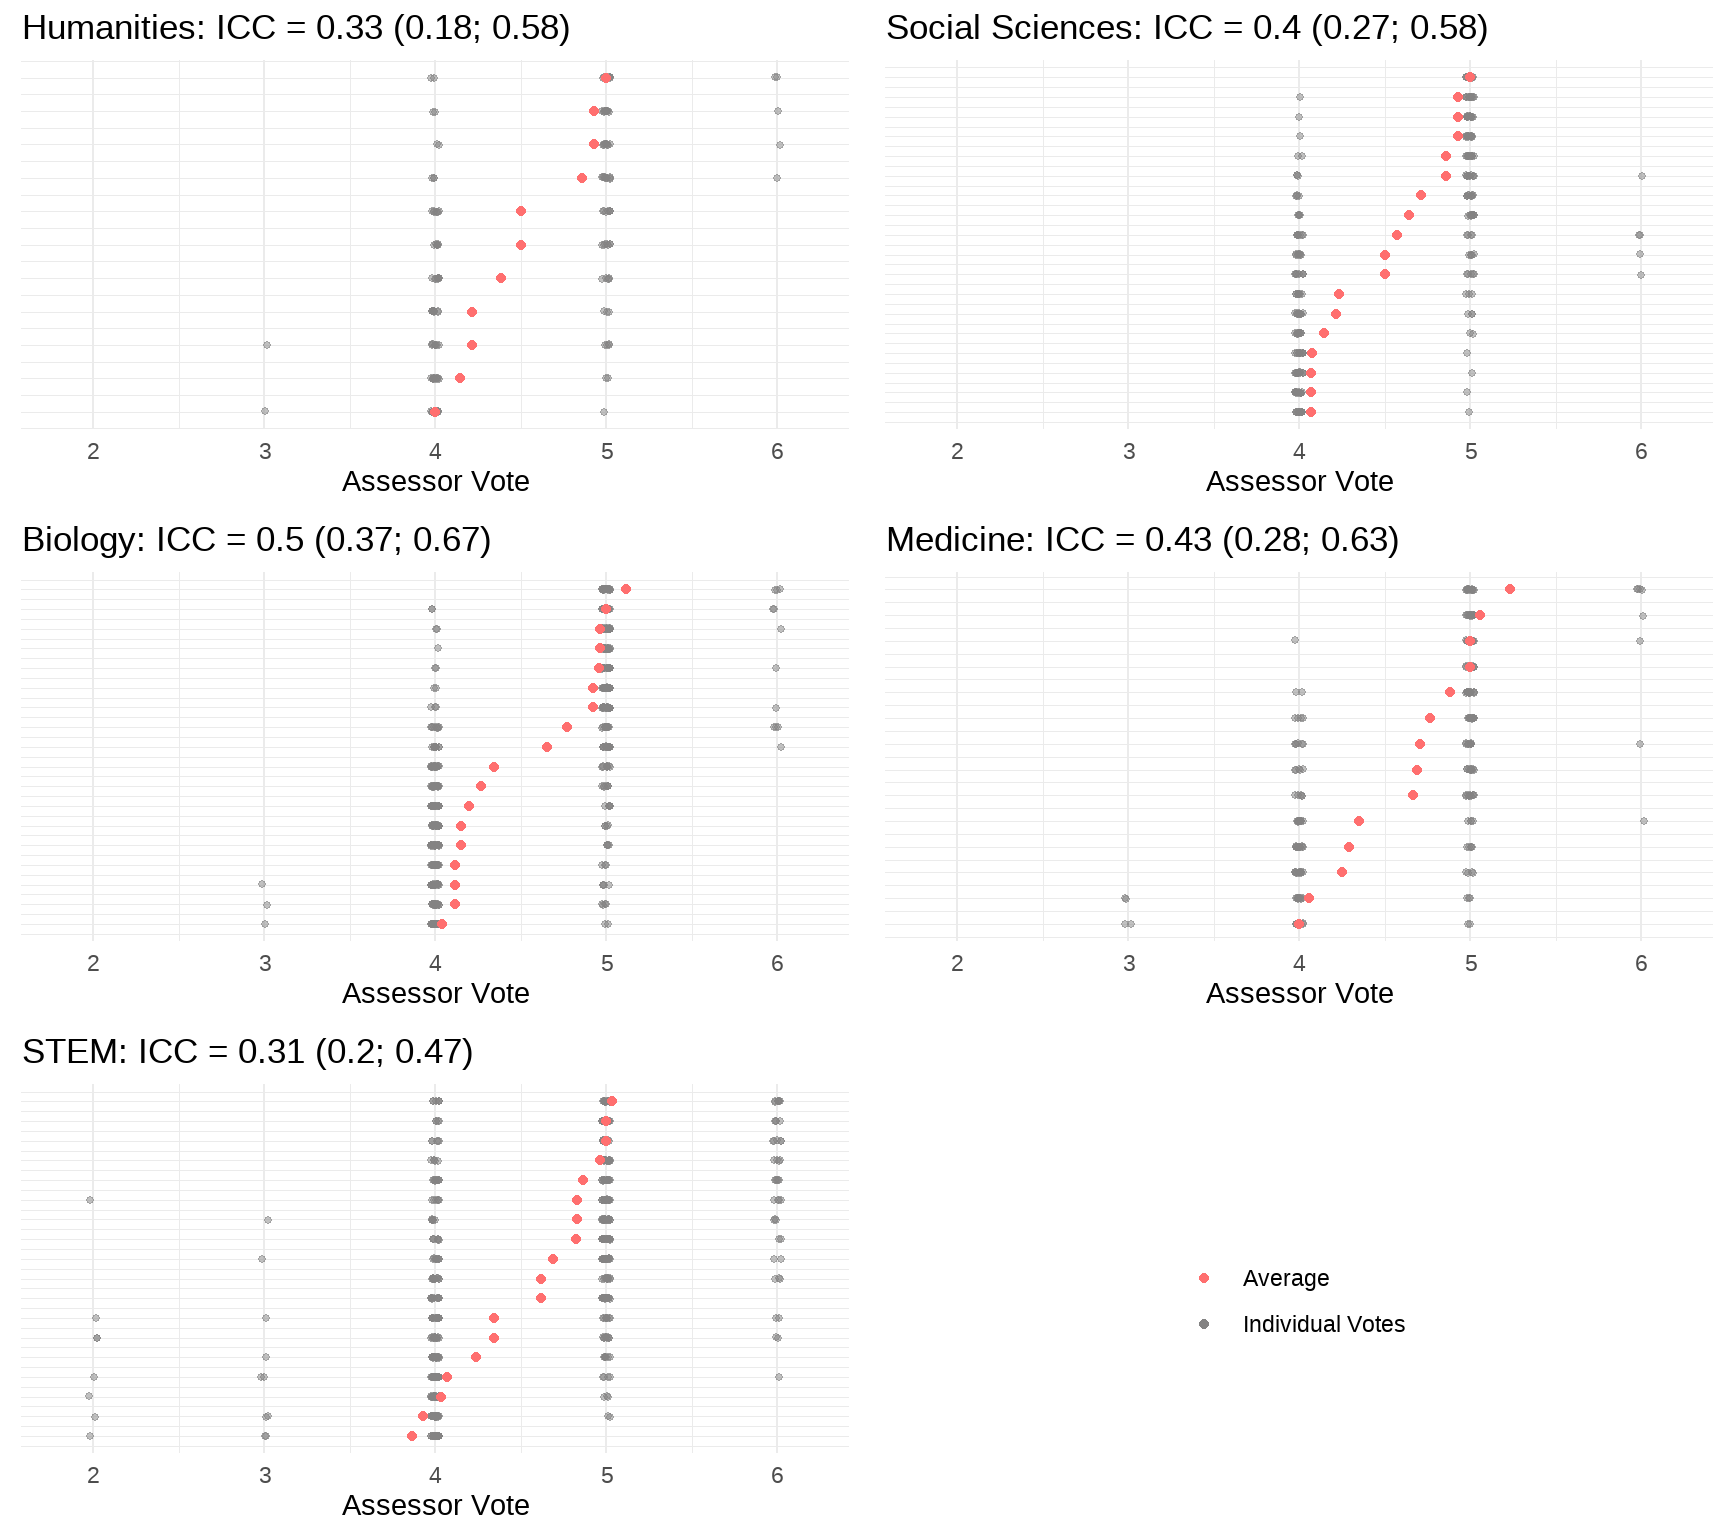 Humanities: ICC = 0.33 (0.18; 0.58)
2 3 4 5 6
Assessor Vote
Social Sciences: ICC = 0.4 (0.27; 0.58)
2 3 4 5 6
Assessor Vote
Biology: ICC = 0.5 (0.37; 0.67)
2 3 4 5 6
Assessor Vote
Medicine: ICC = 0.43 (0.28; 0.63)
2 3 4 5 6
Assessor Vote
STEM: ICC = 0.31 (0.2; 0.47)
2 3 4 5 6
Assessor Vote
Average
Individual Votes